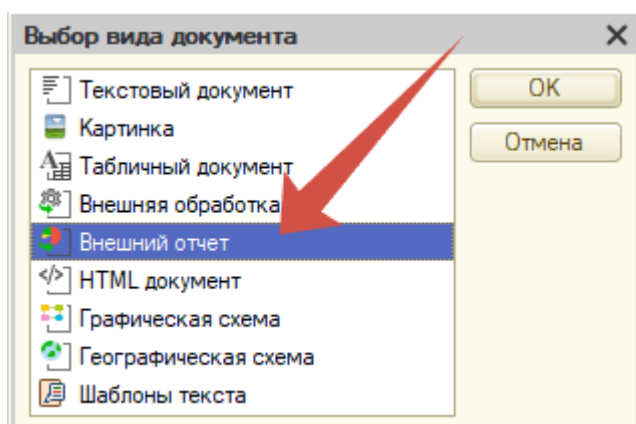 Выбор вида документа
Текстовый документ
OK
Картинка
Отмена
Табличный документ
Внешняя обработка
Внешний отчет
HTML документ
Графическая схема
Географическая схема
Шаблоны текста